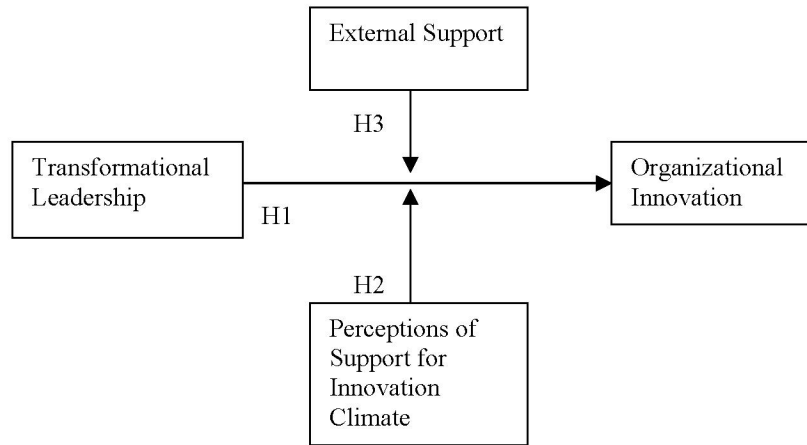 External Support
H3
Transformational
Leadership
Organizational
Innovation
H1
H2
Perceptions of
Support for
Innovation
Climate